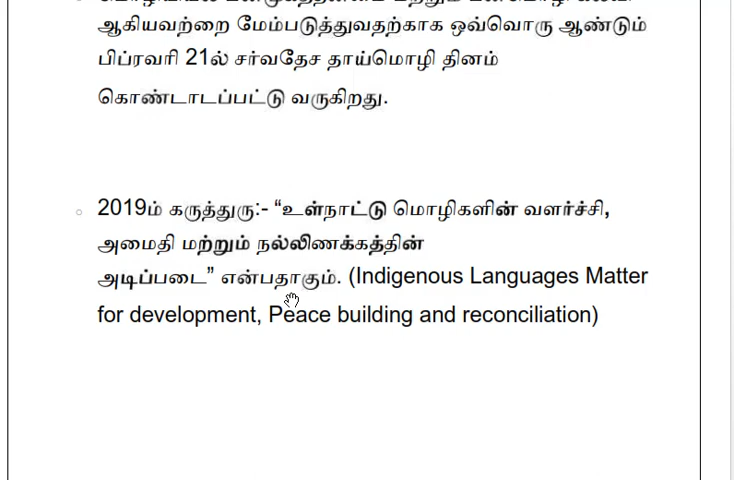 ஆகியவற்றை மேம்படுத்துவதற்காக ஒவ்வொரு ஆண்டும்
பிப்ரவரி 21ல் சர்வதேச தாய்மொழி தினம்
கொண்டாடப்பட்டு வருகிறது.
2019ம் கருத்துரு:- “உள்நாட்டு மொழிகளின் வளர்ச்சி,
அமைதி மற்றும் நல்லிணக்கத்தின்
அடிப்படை” என்பதாகும். (Indigenous Languages Matter
for development, Peace building and reconciliation)